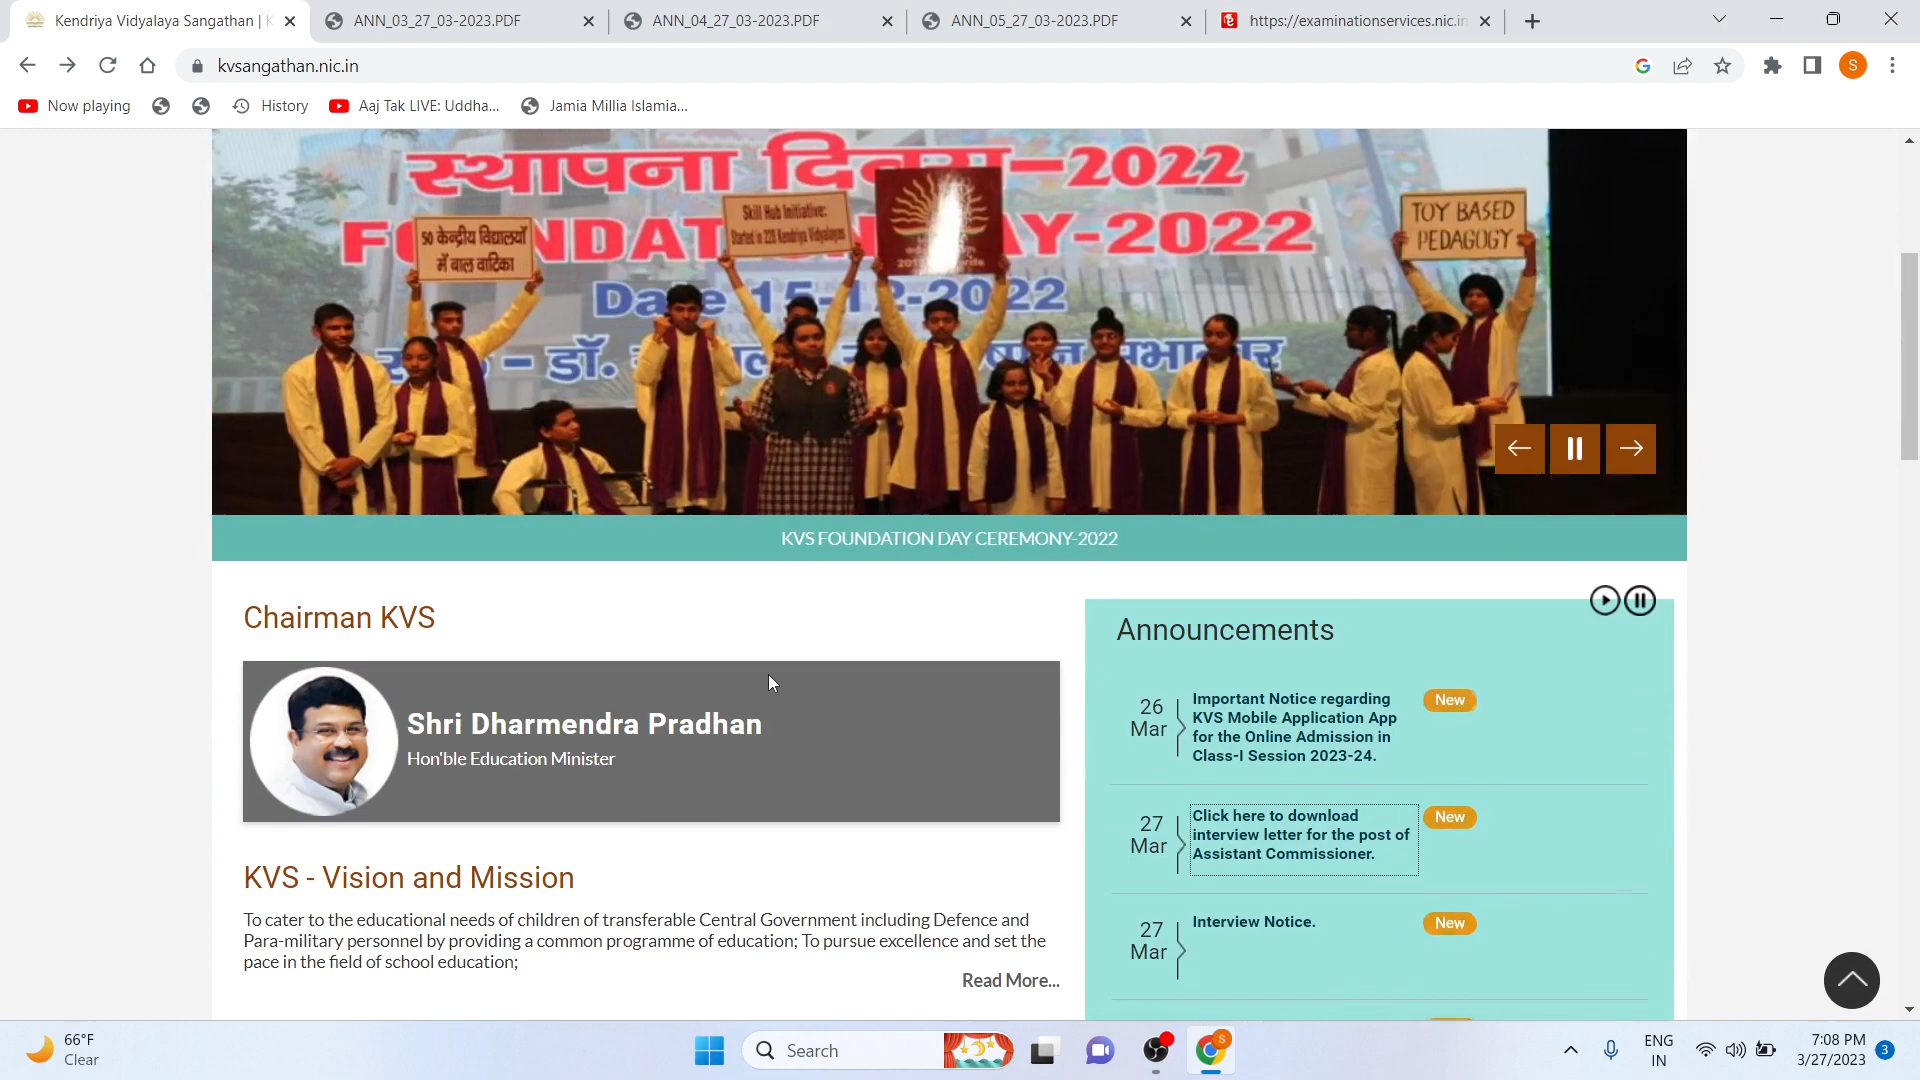 Kendriya Vidyalaya Sangathan | K
ANN_03_27_03-2023.PDF
ANN_04_27_03-2023.PDF
ANN_05_27_03-2023.PDF
https://examinationservices.nic.in
kvsangathan.nic.in
S
Now playing
History
Aaj Tak LIVE: Uddha...
Jamia Millia Islamia...
स्थापना दिवस-2022
FOUNDATION DAY-2022
Date 15-12-2022
50 केन्द्रीय विद्यालयों
में बाल वाटिका
Skill Hub Initiative:
Started in 228 Kendriya Vidyalayas
TOY BASED
PEDAGOGY
डॉ.
KVS FOUNDATION DAY CEREMONY-2022
Chairman KVS
Shri Dharmendra Pradhan
Hon'ble Education Minister
KVS - Vision and Mission
To cater to the educational needs of children of transferable Central Government including Defence and
Para-military personnel by providing a common programme of education; To pursue excellence and set the
pace in the field of school education;
Read More...
Announcements
26
Mar
Important Notice regarding
KVS Mobile Application App
for the Online Admission in
Class-I Session 2023-24.
New
27
Mar
Click here to download
interview letter for the post of
Assistant Commissioner.
New
27
Mar
Interview Notice.
New
66°F
Clear
Search
S
ENG
IN
7:08 PM
3/27/2023
3